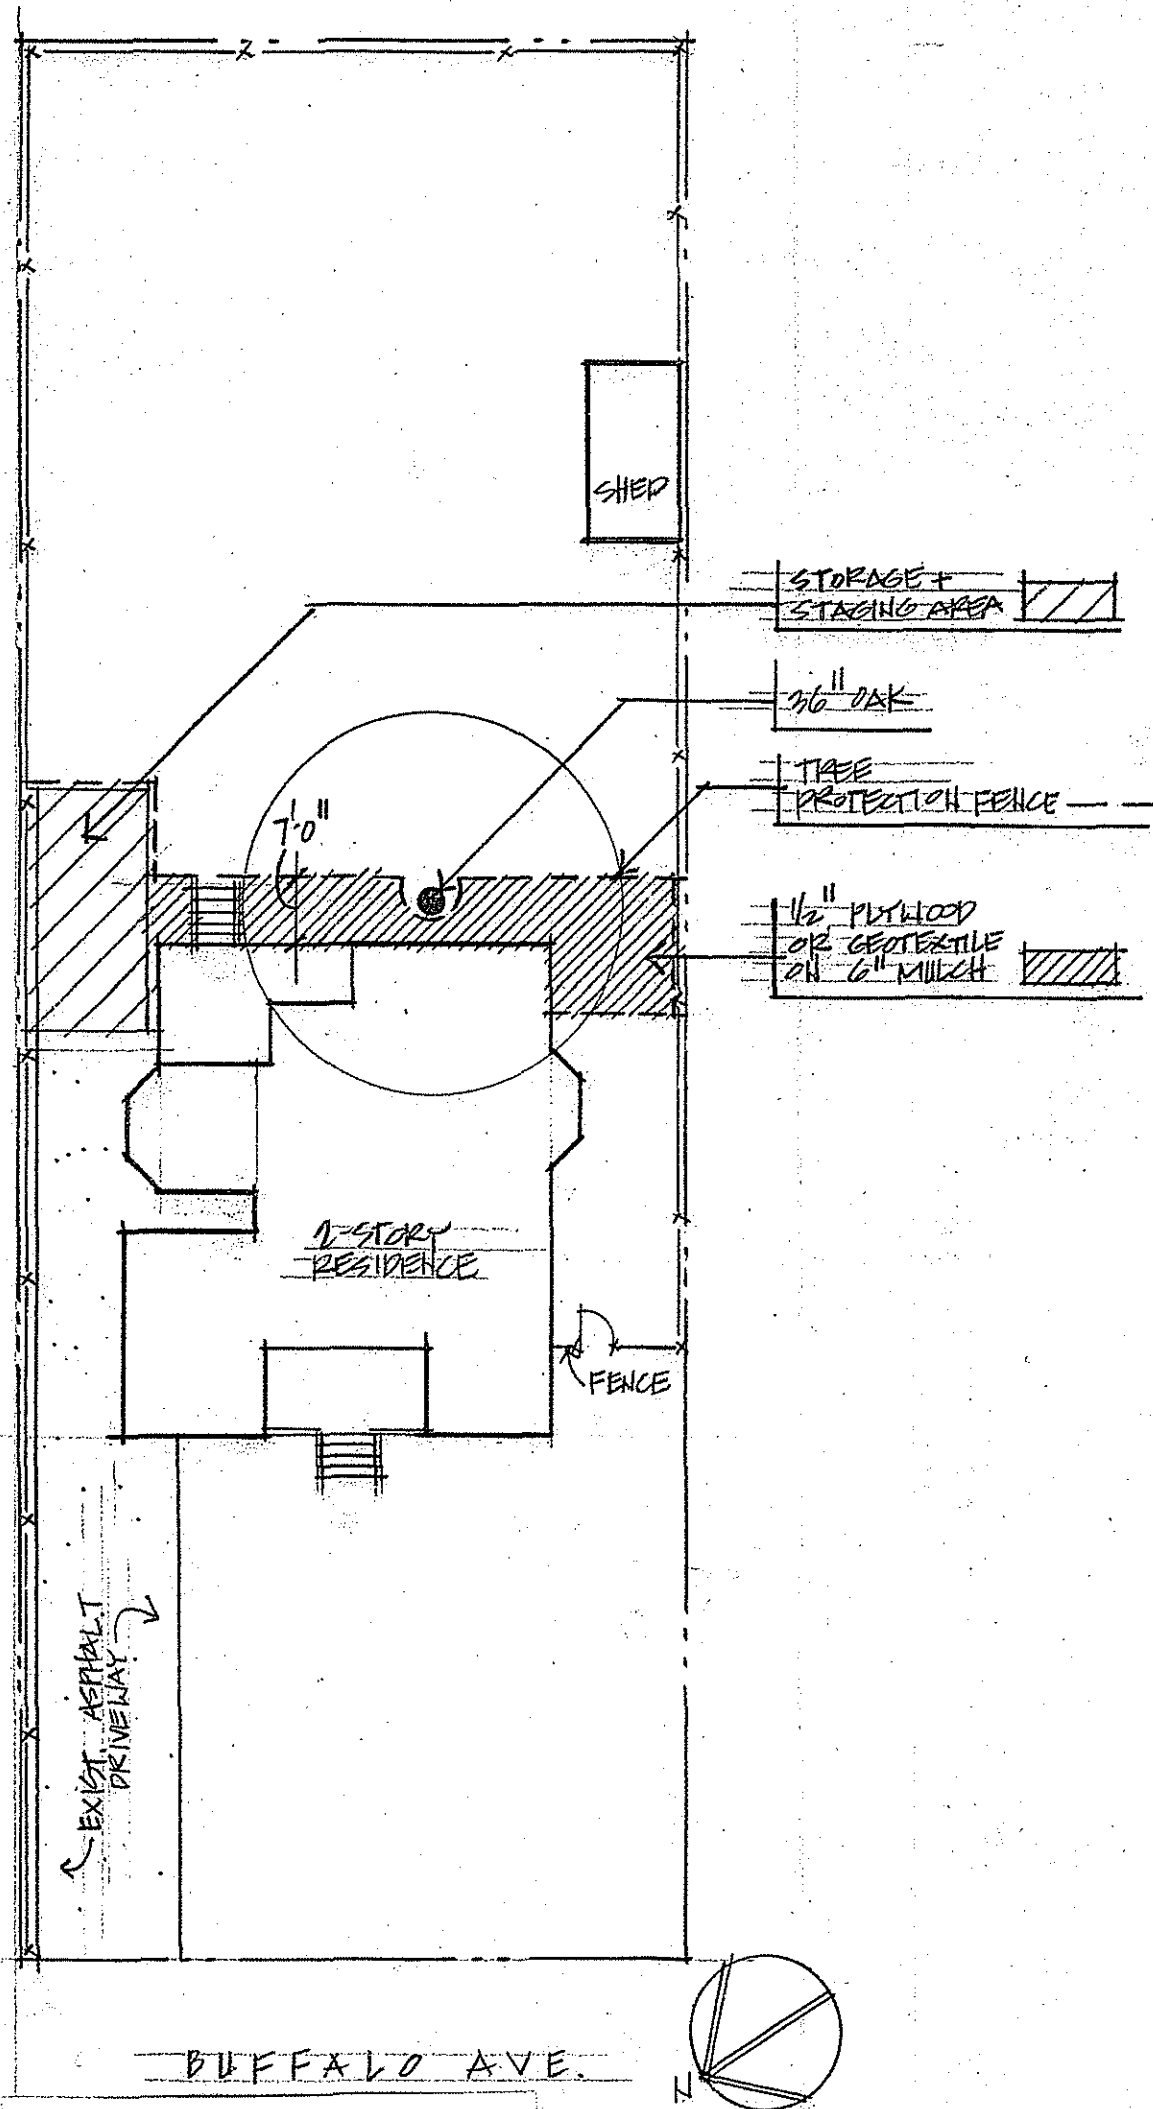 SHED
STORAGE +
STAGING AREA
36" OAK
TREE
PROTECTION FENCE
7'-0"
1/2" PLYWOOD
OR GEOTEXTILE
ON 6" MULCH
2-STORY
RESIDENCE
FENCE
EXIST. ASPHALT
DRIVEWAY
BUFFALO AVE.
N